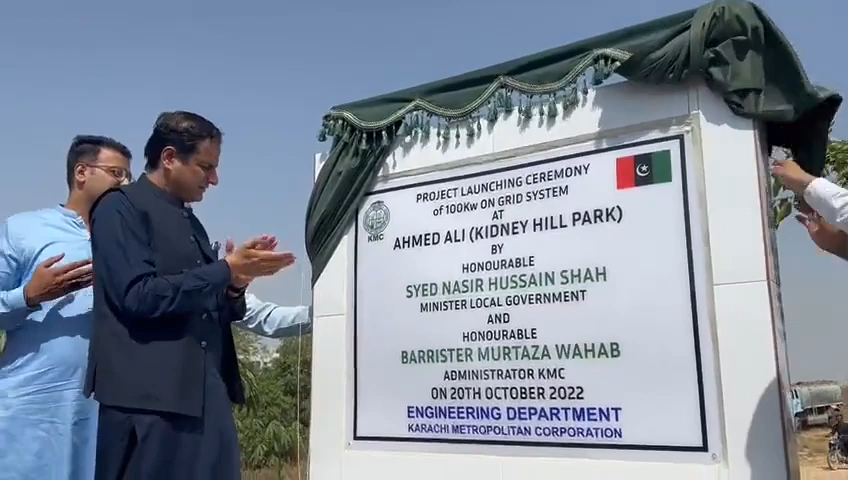 PROJECT LAUNCHING CEREMONY
of 100Kw ON GRID SYSTEM
AT
AHMED ALI (KIDNEY HILL PARK)
BY
HONOURABLE
SYED NASIR HUSSAIN SHAH
MINISTER LOCAL GOVERNMENT
AND
HONOURABLE
BARRISTER MURTAZA WAHAB
ADMINISTRATOR KMC
ON 20TH OCTOBER 2022
ENGINEERING DEPARTMENT
KARACHI METROPOLITAN CORPORATION
KMC